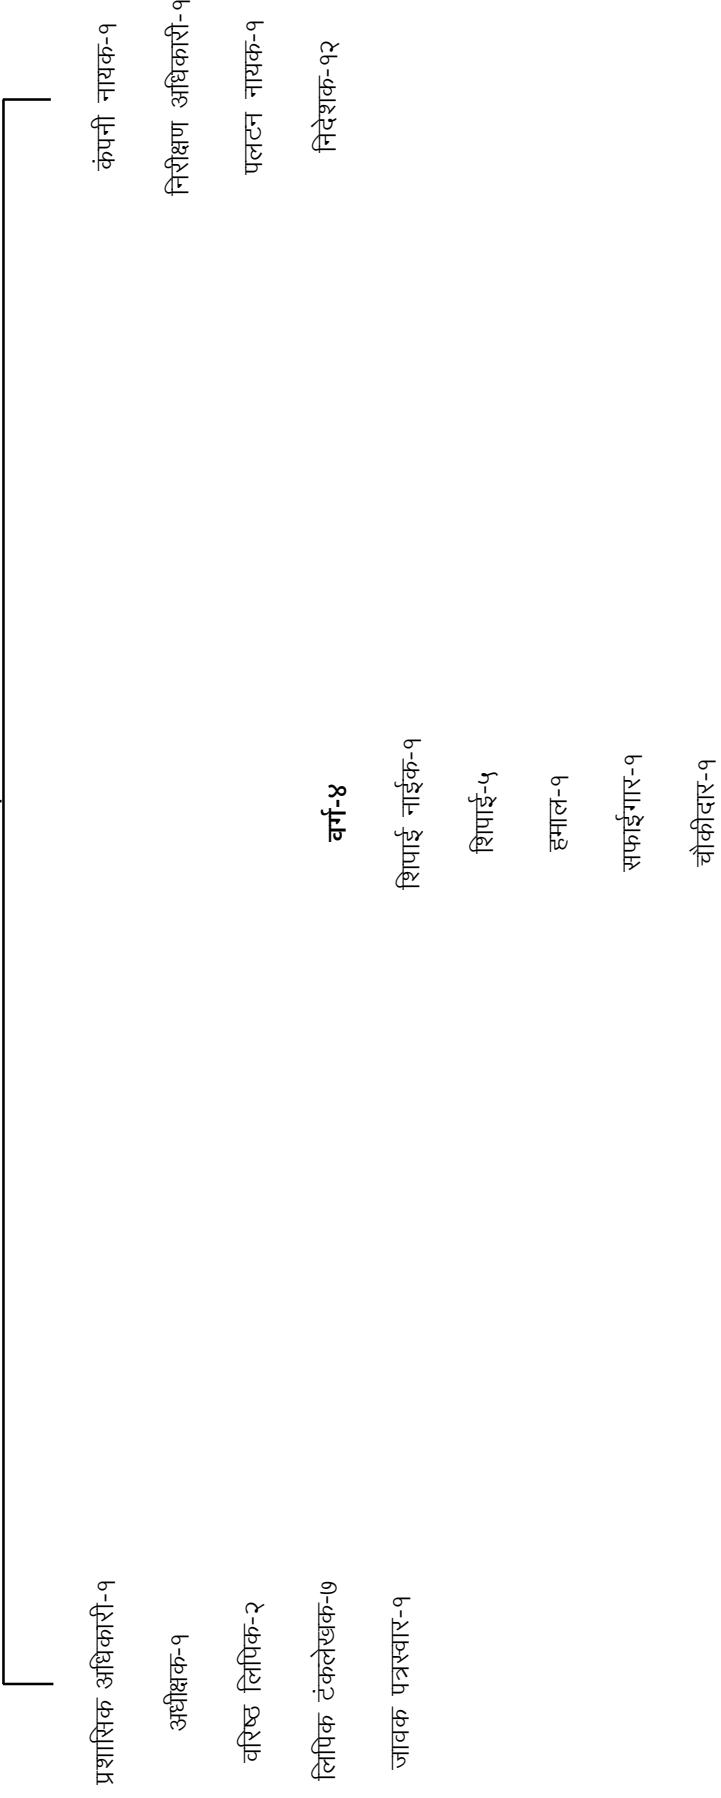 प्रशासिक अधिकारी-१
अधीक्षक-१
वरिष्ठ लिपिक-२
लिपिक टंकलेखक-७
जावक पत्रस्वार-१
वर्ग-४
शिपाई नाईक-१
शिपाई-५
हमाल-१
सफाईगार-१
चौकीदार-१
कंपनी नायक-१
निरीक्षण अधिकारी-१
पलटन नायक-१
निदेशक-१२